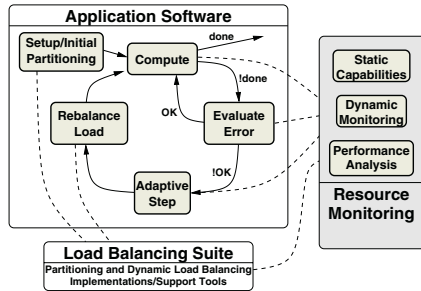 Application Software
Setup/Initial
Partitioning
Compute
done
!done
OK
Rebalance
Load
Evaluate
Error
!OK
Adaptive
Step
Static
Capabilities
Dynamic
Monitoring
Performance
Analysis
Resource
Monitoring
Load Balancing Suite
Partitioning and Dynamic Load Balancing
Implementations/Support Tools